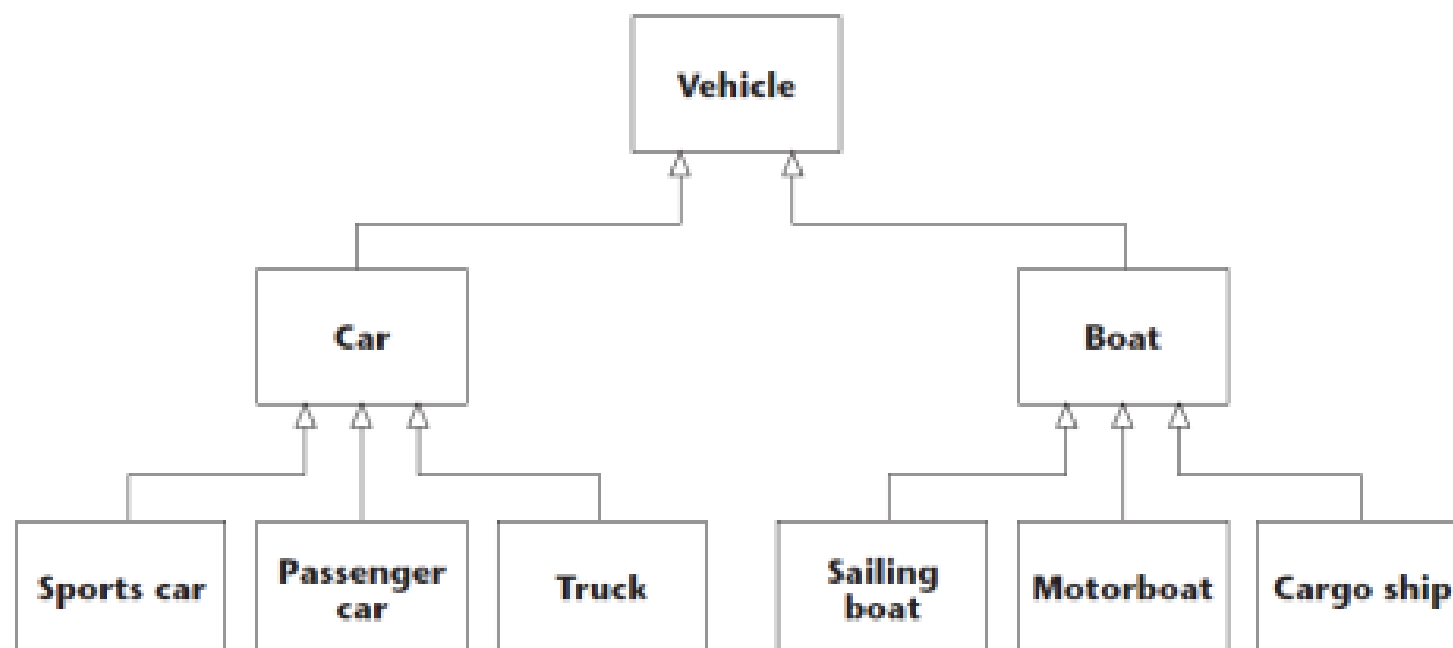 Vehicle
Car
Boat
Sports car
Passenger
car
Truck
Sailing
boat
Motorboat
Cargo ship